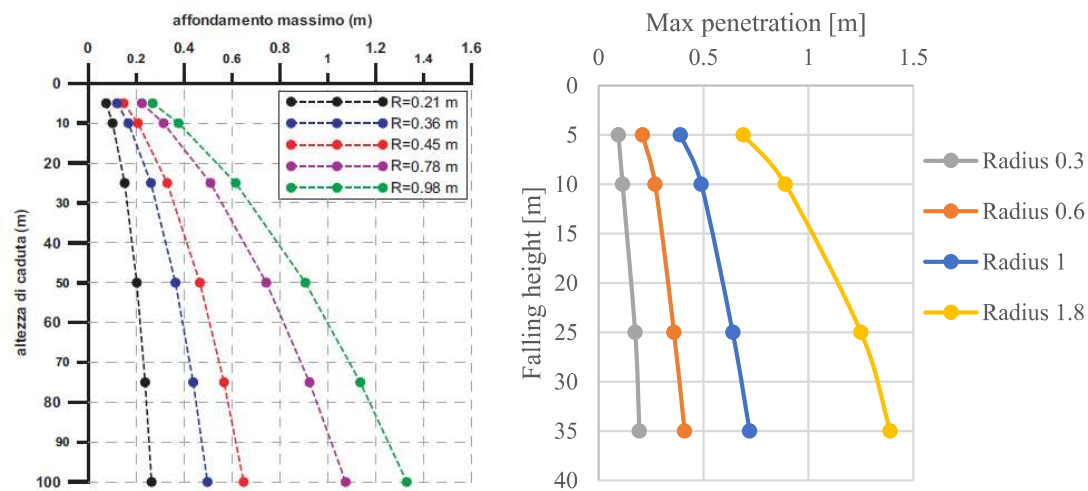 affondamento massimo (m)
0 0.4 0.8 1.2 1.6
0.2 0.6 1 1.4
0
10
20
30
40
50
60
70
80
90
100
altezza di caduta (m)
R=0.21 m
R=0.36 m
R=0.45 m
R=0.78 m
R=0.98 m
Max penetration [m]
0 0.5 1 1.5
0
5
10
15
20
25
30
35
40
Falling height [m]
Radius 0.3
Radius 0.6
Radius 1
Radius 1.8